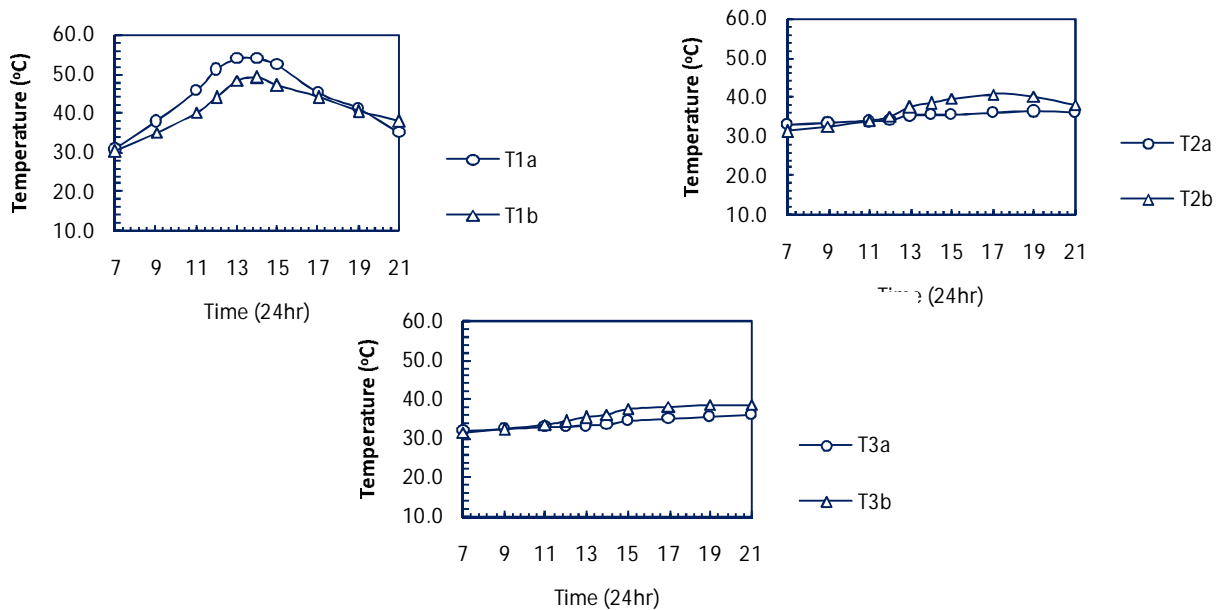 60.0
50.0
40.0
30.0
20.0
10.0
Temperature (ºC)
7 9 11 13 15 17 19 21
Time (24hr)
T1a
T1b
60.0
50.0
40.0
30.0
20.0
10.0
Temperature (ºC)
7 9 11 13 15 17 19 21
(24hr)
T2a
T2b
60.0
50.0
40.0
30.0
20.0
10.0
Temperature (ºC)
7 9 11 13 15 17 19 21
Time (24hr)
T3a
T3b